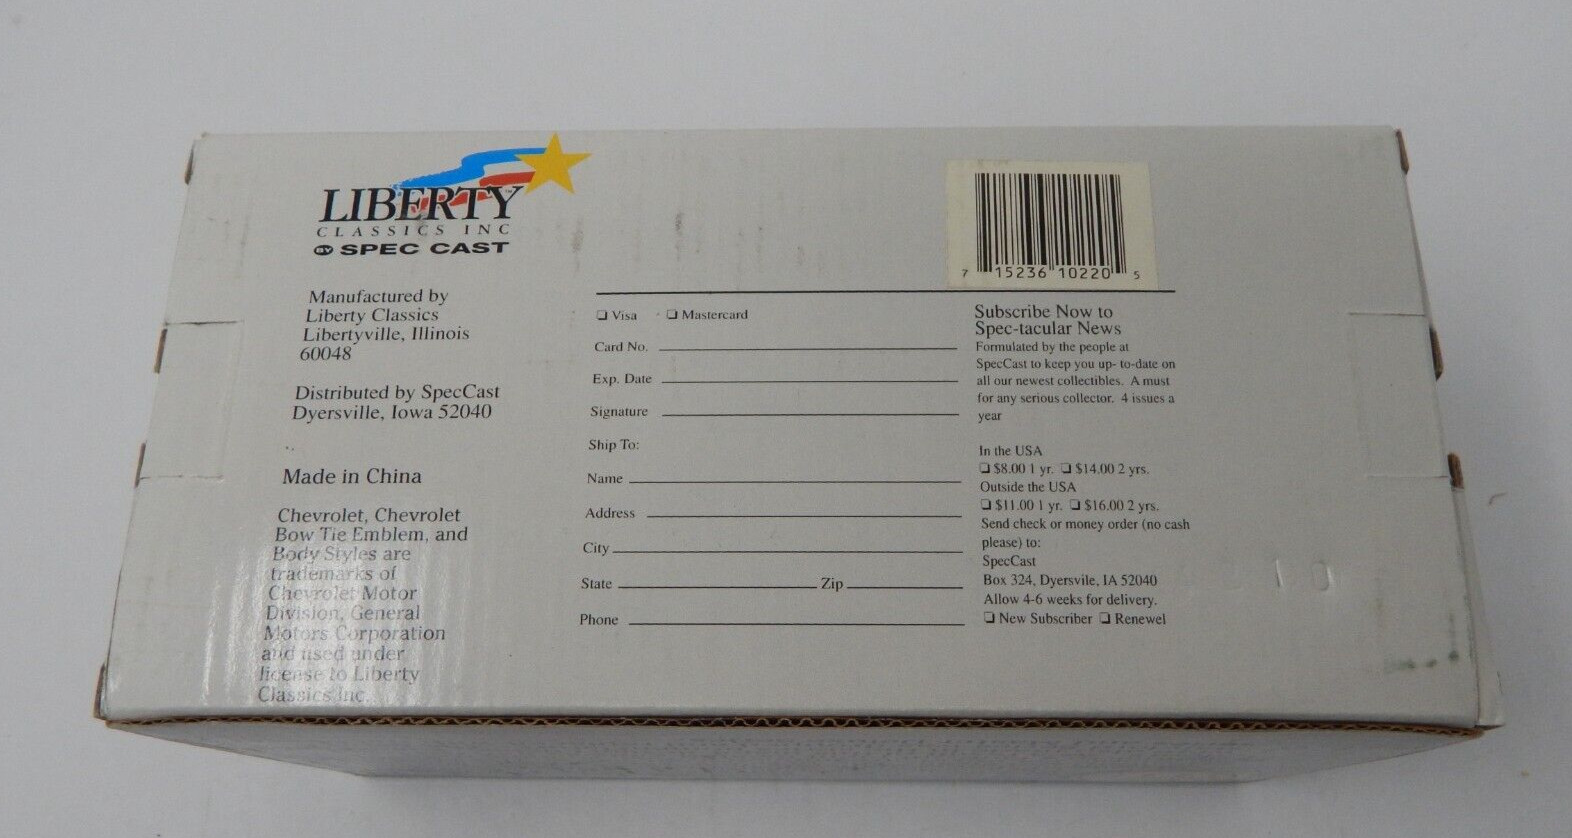 LIBERTY™
CLASSICS INC
BY SPEC CAST
Manufactured by
Liberty Classics
Libertyville, Illinois
60048
Distributed by SpecCast
Dyersville, Iowa 52040
Made in China
Chevrolet, Chevrolet
Bow Tie Emblem, and
Body Styles are
trademarks of
Chevrolet Motor
Division, General
Motors Corporation
and used under
license to Liberty
Classics Inc.
❑ Visa ❑ Mastercard
Card No.
Exp. Date
Signature
Ship To:
Name
Address
City
State Zip
Phone
7 15236 10220 5
Subscribe Now to
Spec-tacular News
Formulated by the people at
SpecCast to keep you up- to-date on
all our newest collectibles. A must
for any serious collector. 4 issues a
year
In the USA
❑ $8.00 1 yr. ❑ $14.00 2 yrs.
Outside the USA
❑ $11.00 1 yr. ❑ $16.00 2 yrs.
Send check or money order (no cash
please) to:
SpecCast
Box 324, Dyersvile, IA 52040
Allow 4-6 weeks for delivery.
❑ New Subscriber ❑ Renewel